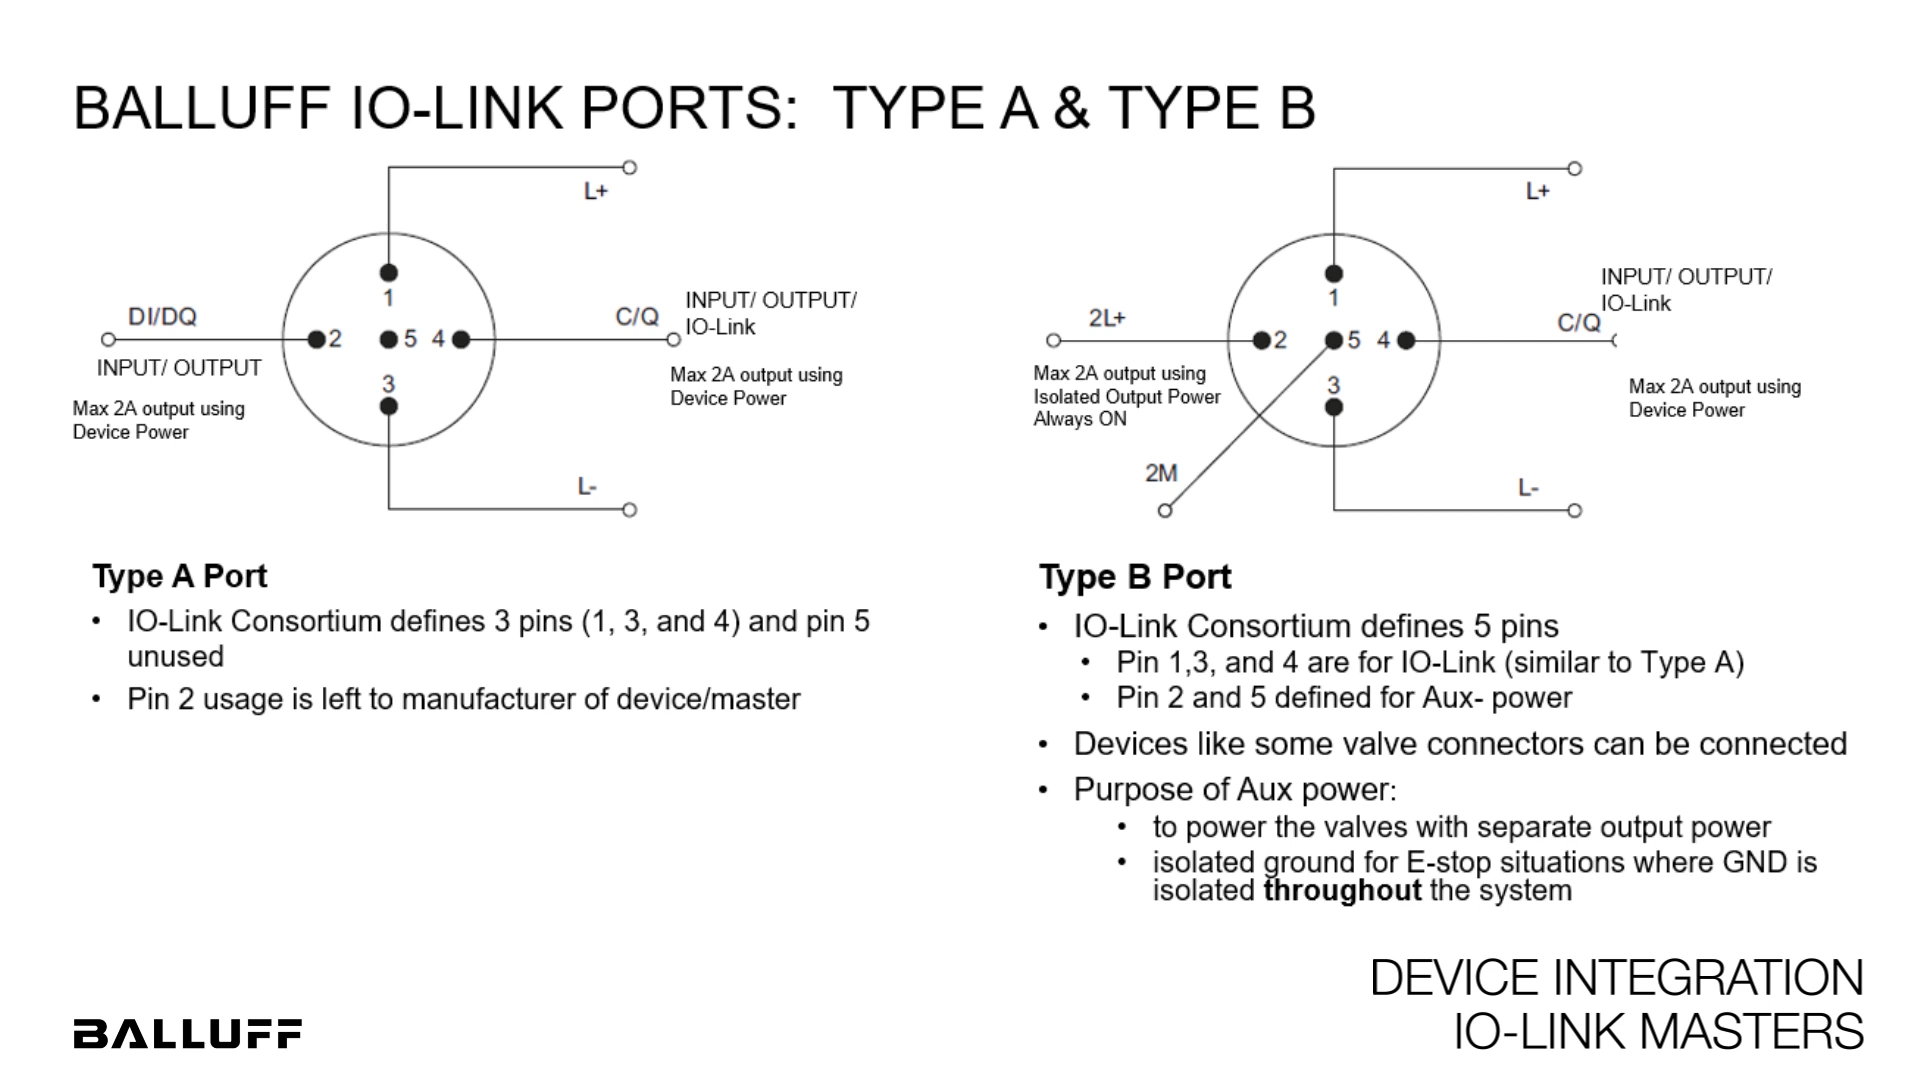 BALLUFF IO-LINK PORTS:  TYPE A & TYPE B
L+
1
DI/DQ
2
5
4
C/Q
INPUT/ OUTPUT/
IO-Link
INPUT/ OUTPUT
3
Max 2A output using
Device Power
Max 2A output using
Device Power
L-
L+
1
2L+
2
5
4
C/Q
INPUT/ OUTPUT/
IO-Link
Max 2A output using
Isolated Output Power
Always ON
3
Max 2A output using
Device Power
2M
L-
Type A Port
• IO-Link Consortium defines 3 pins (1, 3, and 4) and pin 5
unused
• Pin 2 usage is left to manufacturer of device/master
Type B Port
• IO-Link Consortium defines 5 pins
• Pin 1,3, and 4 are for IO-Link (similar to Type A)
• Pin 2 and 5 defined for Aux- power
• Devices like some valve connectors can be connected
• Purpose of Aux power:
• to power the valves with separate output power
• isolated ground for E-stop situations where GND is
isolated throughout the system
BALLUFF
DEVICE INTEGRATION
IO-LINK MASTERS